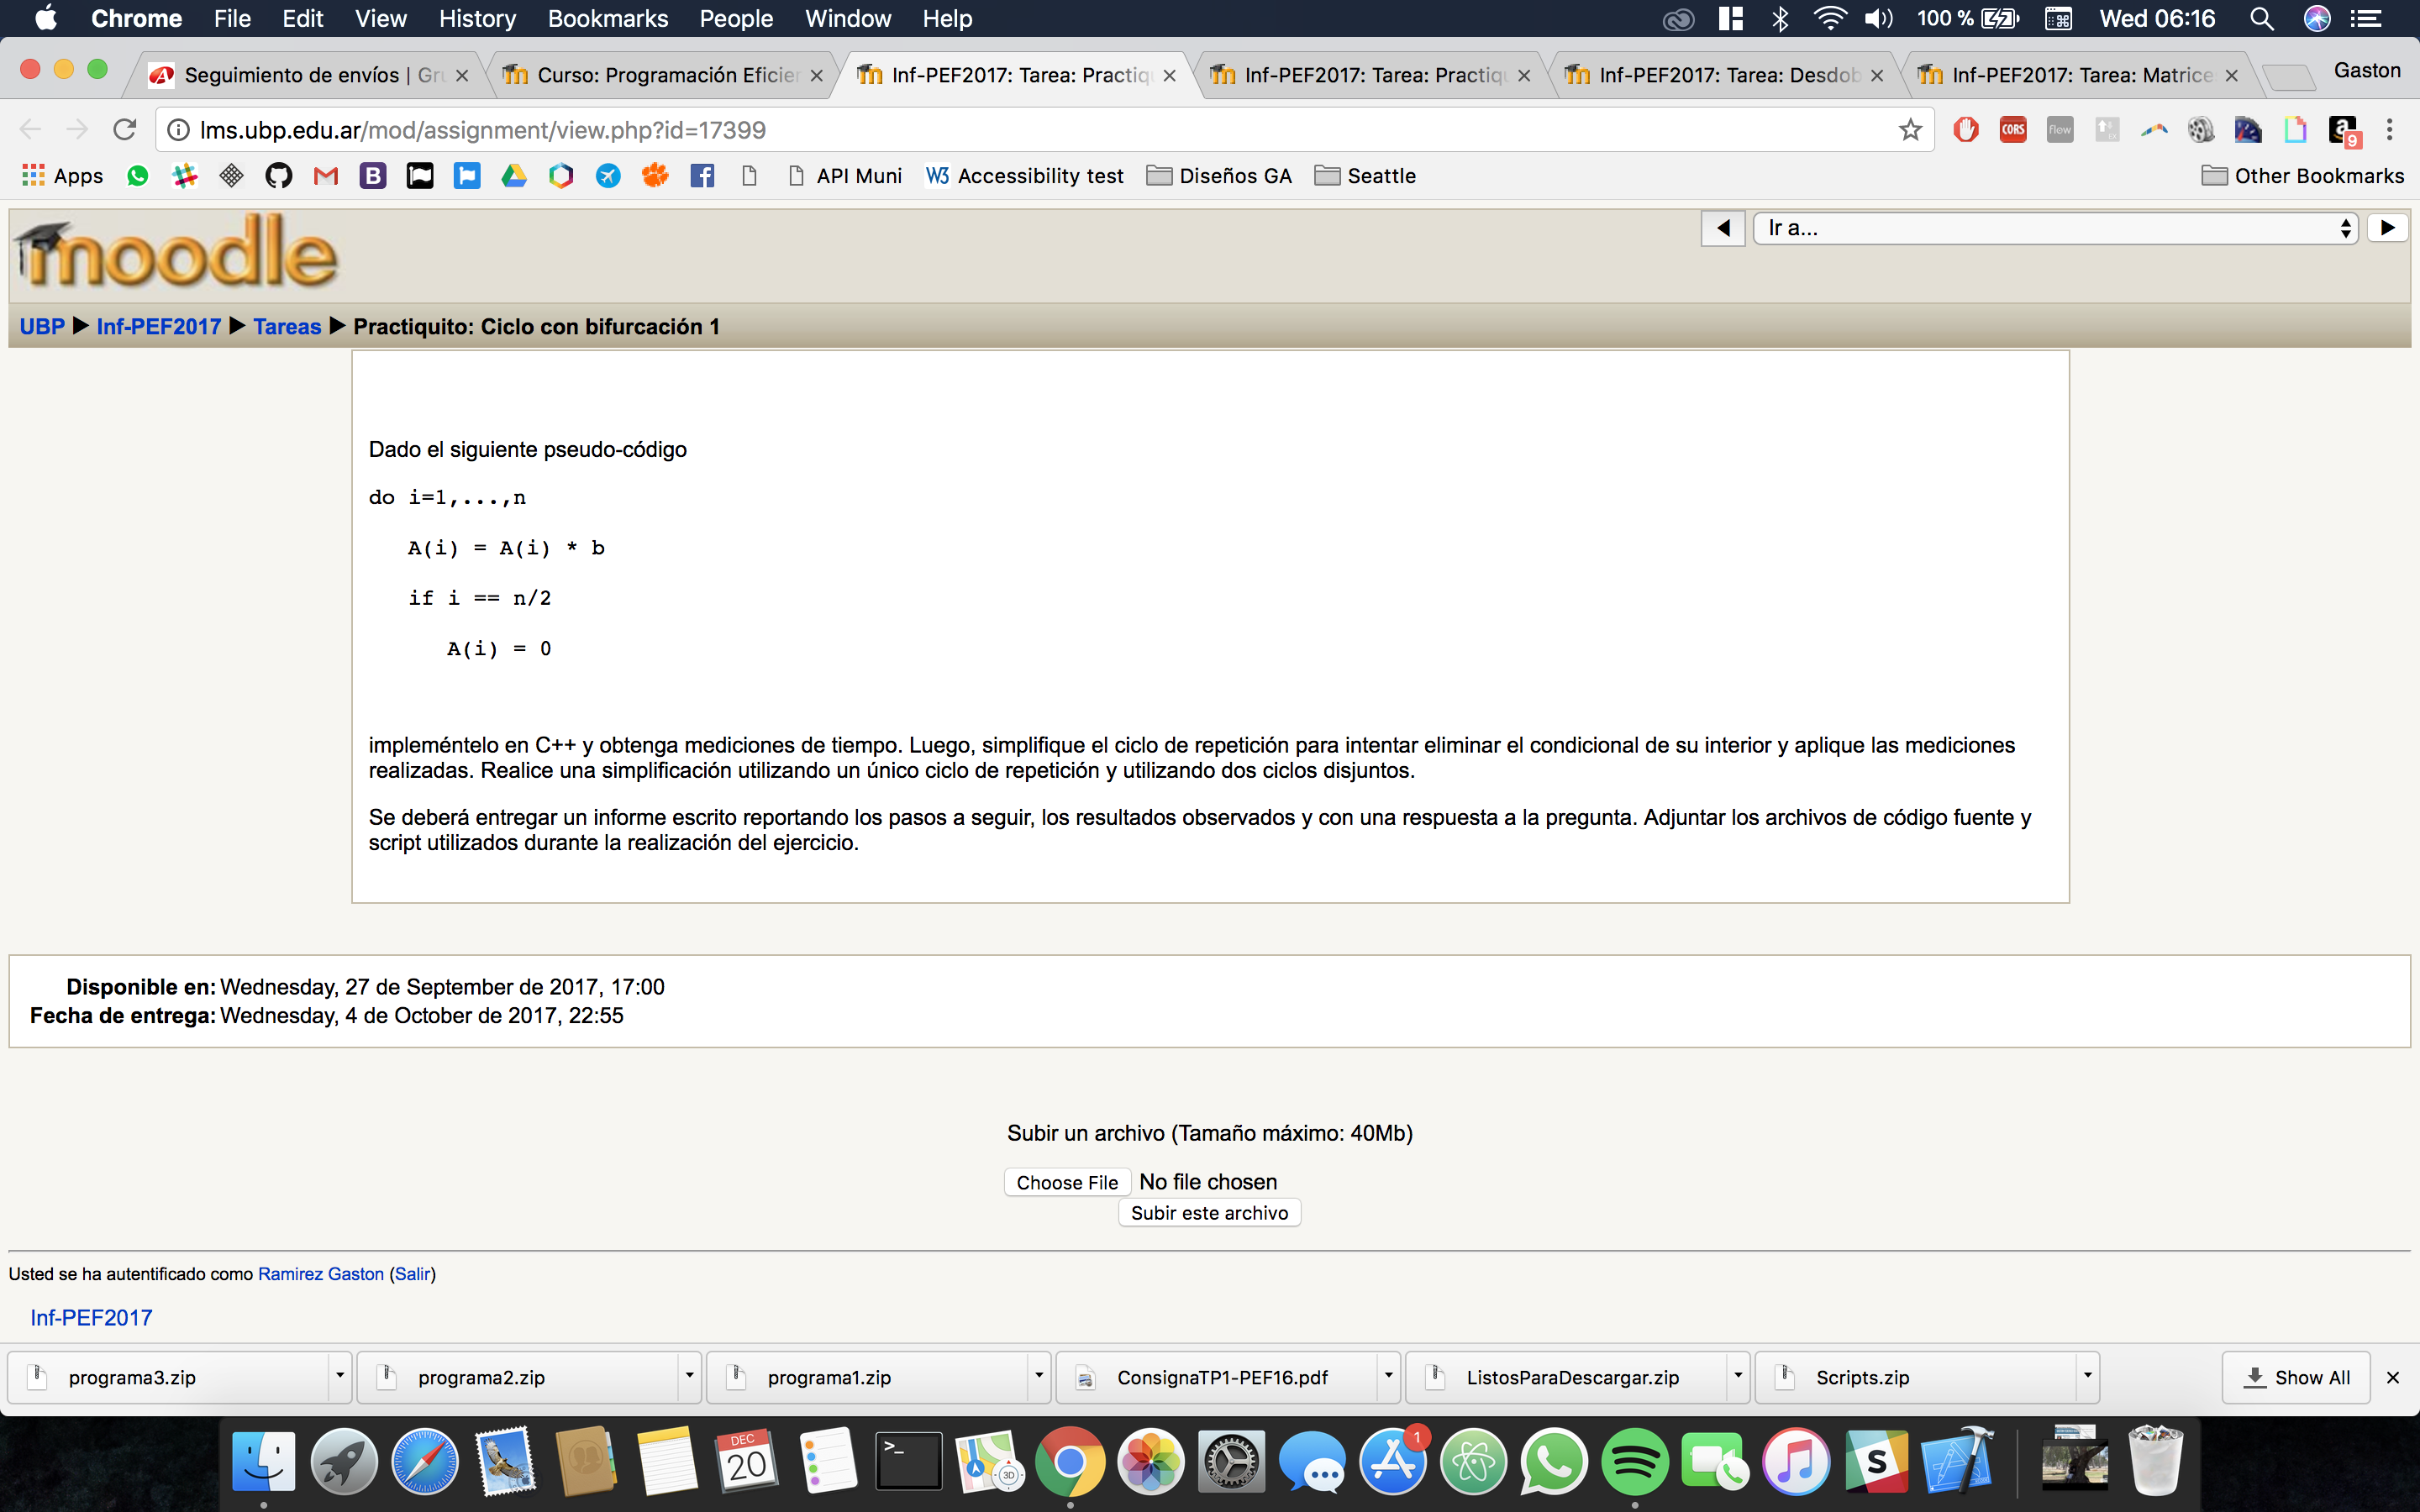 Chrome File Edit View History Bookmarks People Window Help 100 % Wed 06:16
Seguimiento de envíos | Gru Curso: Programación Eficien Inf-PEF2017: Tarea: Practiqu Inf-PEF2017: Tarea: Practiqu Inf-PEF2017: Tarea: Desdob Inf-PEF2017: Tarea: Matrice Gaston
lms.ubp.edu.ar/mod/assignment/view.php?id=17399 CORS flow 9
Apps API Muni W3 Accessibility test Diseños GA Seattle Other Bookmarks
moodle Ir a...
UBP ▶ Inf-PEF2017 ▶ Tareas ▶ Practiquito: Ciclo con bifurcación 1
Dado el siguiente pseudo-código
do i=1,...,n
A(i) = A(i) * b
if i == n/2
A(i) = 0
impleméntelo en C++ y obtenga mediciones de tiempo. Luego, simplifique el ciclo de repetición para intentar eliminar el condicional de su interior y aplique las mediciones
realizadas. Realice una simplificación utilizando un único ciclo de repetición y utilizando dos ciclos disjuntos.
Se deberá entregar un informe escrito reportando los pasos a seguir, los resultados observados y con una respuesta a la pregunta. Adjuntar los archivos de código fuente y
script utilizados durante la realización del ejercicio.
Disponible en: Wednesday, 27 de September de 2017, 17:00
Fecha de entrega: Wednesday, 4 de October de 2017, 22:55
Subir un archivo (Tamaño máximo: 40Mb)
Choose File No file chosen
Subir este archivo
Usted se ha autentificado como Ramirez Gaston (Salir)
Inf-PEF2017
programa3.zip programa2.zip programa1.zip ConsignaTP1-PEF16.pdf ListosParaDescargar.zip Scripts.zip Show All
DEC
20
3D
1
S